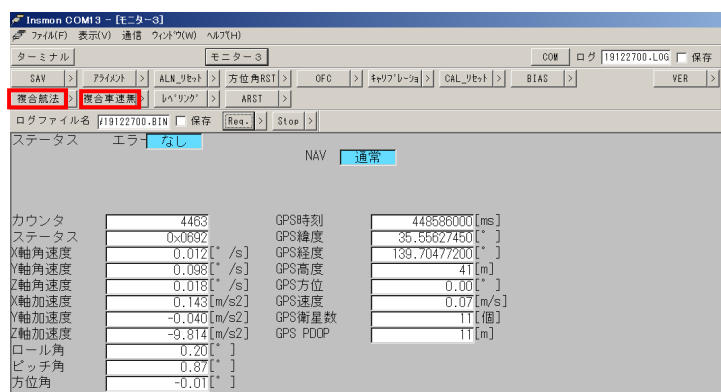 Insmon COM13 - [モニター3]
ファイル(F) 表示(V) 通信 ウィンドウ(W) ヘルプ(H)
ターミナル モニター3 COM ログ 19122700.LOG 保存
SAV > アライメント > ALN_リセット > 方位角RST > OFC > キャリブレーション > CAL_リセット > BIAS > VER >
複合航法 > 複合車速無 > レベリング > ARST >
ログファイル名 #19122700.BIN 保存 Req. > Stop >
ステータス エラー なし
NAV 通常
カウンタ 4463 GPS時刻 448586000[ms]
ステータス 0x0692 GPS緯度 35.55627450[ﾟ ]
X軸角速度 0.012[ﾟ /s] GPS経度 139.70477200[ﾟ ]
Y軸角速度 0.098[ﾟ /s] GPS高度 41[m]
Z軸角速度 0.018[ﾟ /s] GPS方位 0.00[ﾟ ]
X軸加速度 0.143[m/s2] GPS速度 0.07[m/s]
Y軸加速度 -0.040[m/s2] GPS衛星数 11[個]
Z軸加速度 -9.814[m/s2] GPS PDOP 11[m]
ロール角 0.20[ﾟ ]
ピッチ角 0.87[ﾟ ]
方位角 -0.01[ﾟ ]